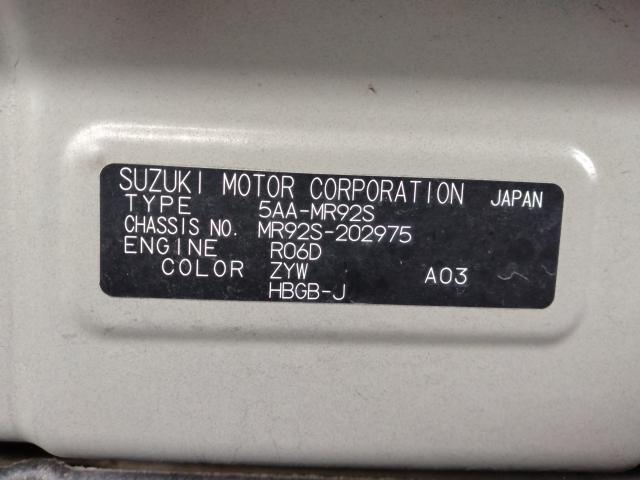 SUZUKI MOTOR CORPORATION JAPAN
TYPE 5AA-MR92S
CHASSIS NO. MR92S-202975
ENGINE R06D
COLOR ZYW A03
HBGB-J